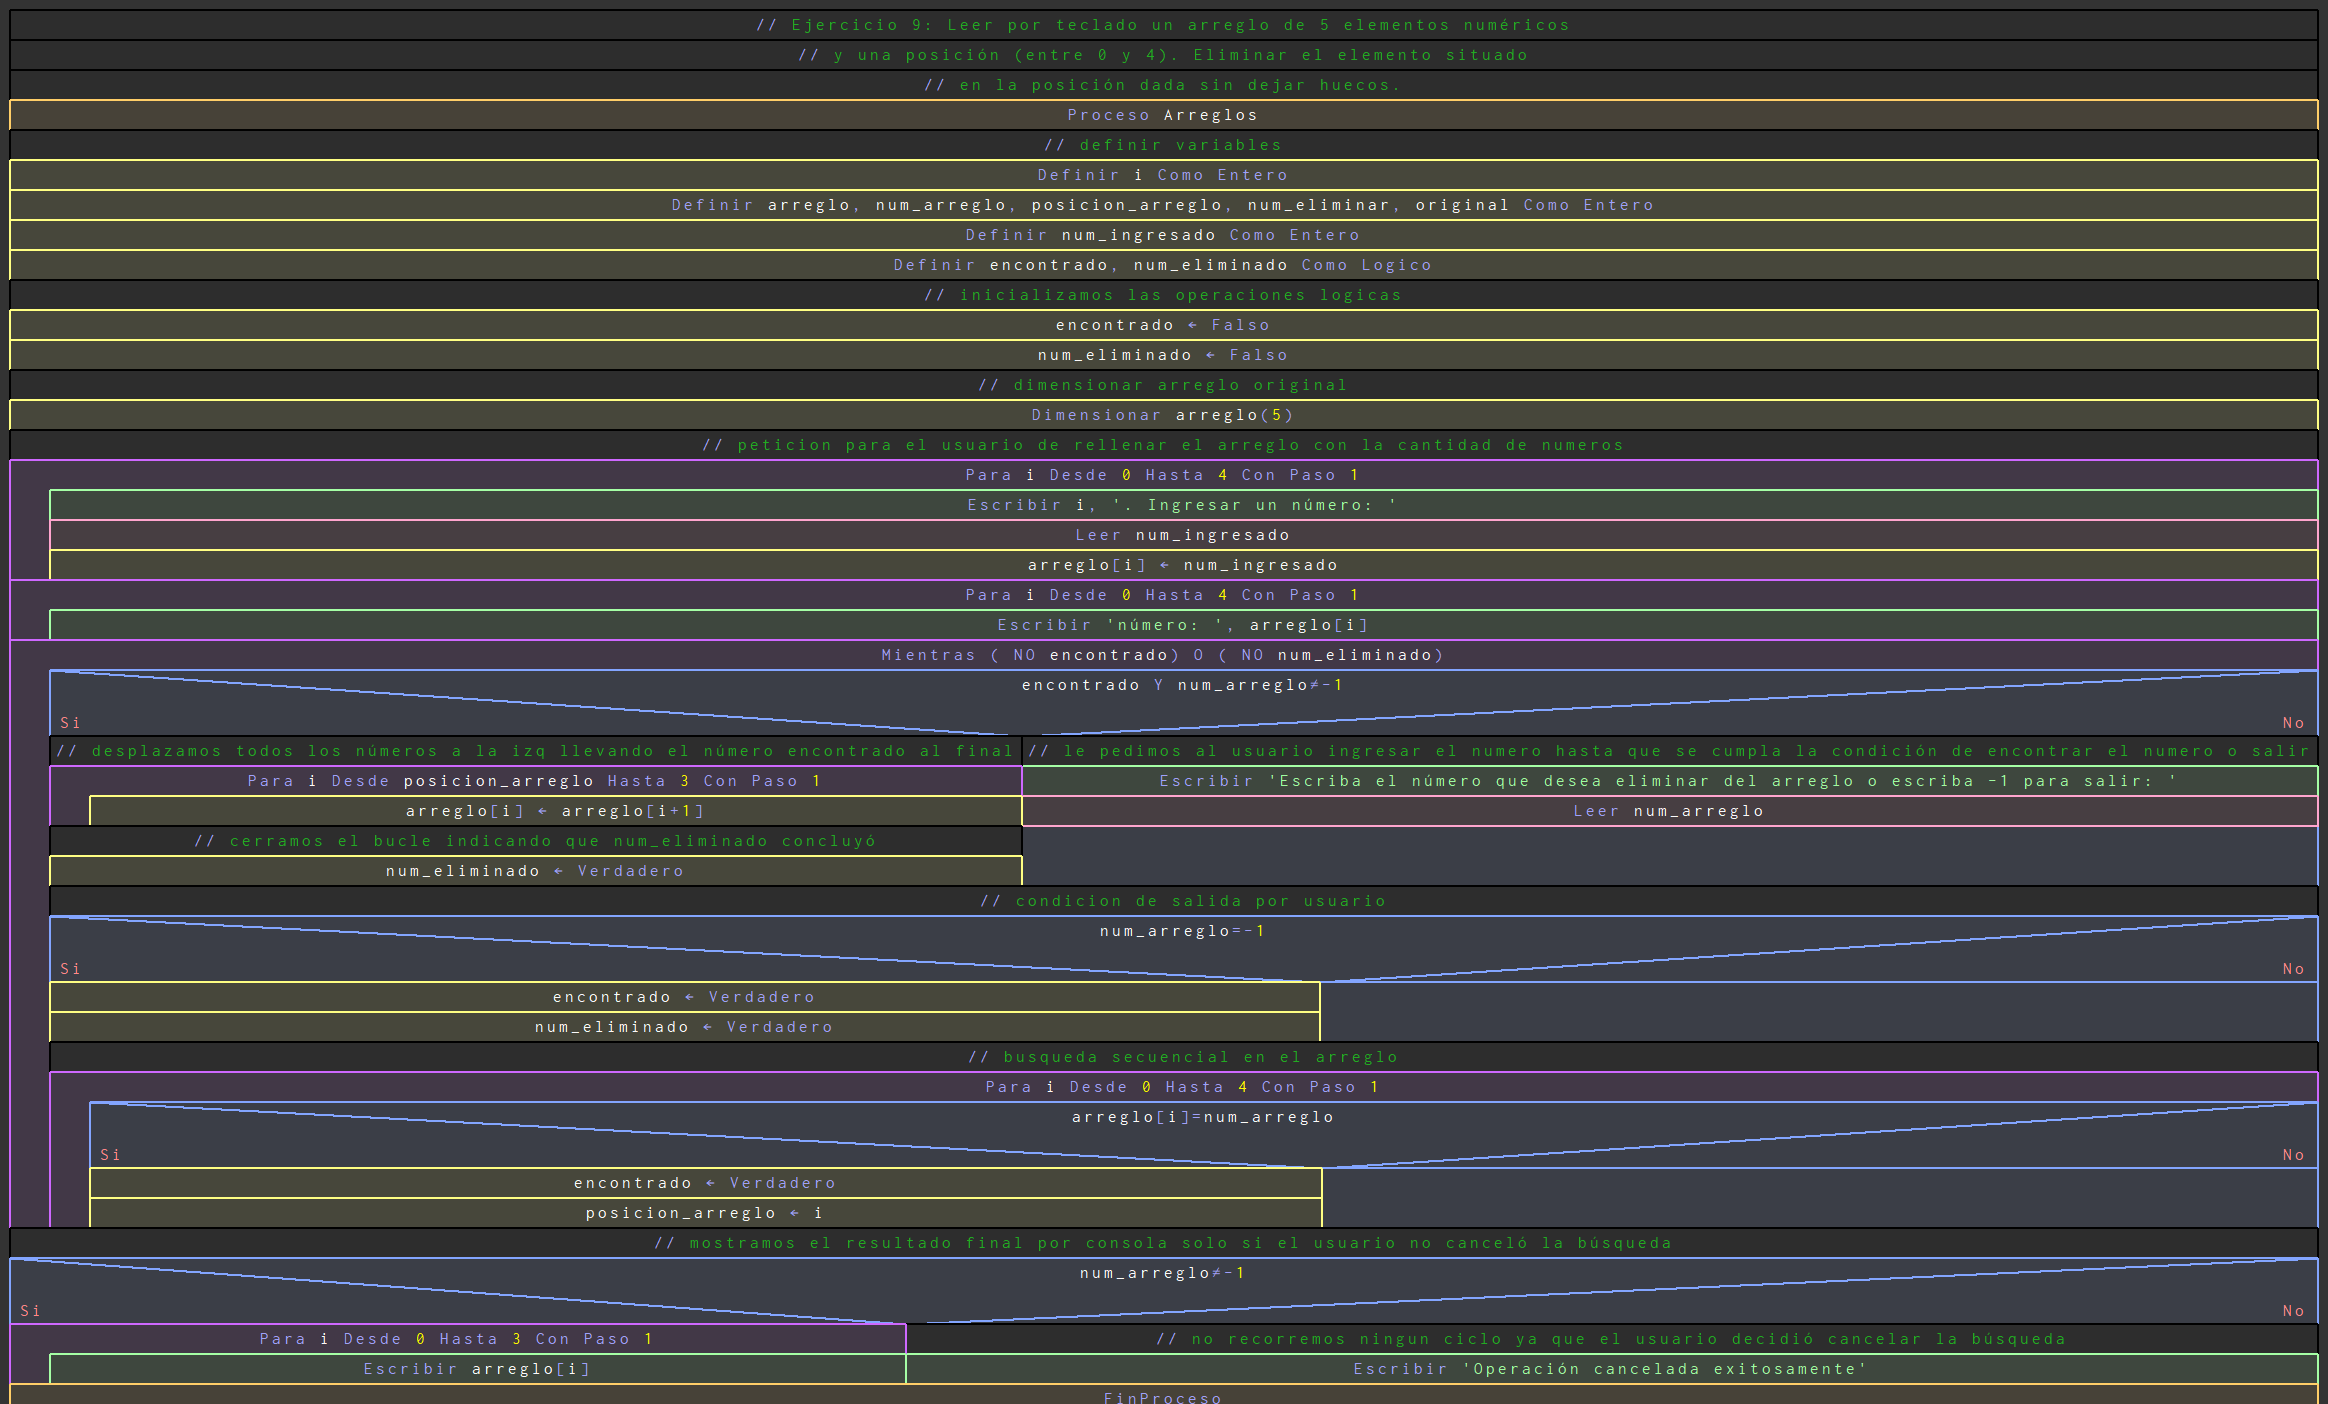 // Ejercicio 9: Leer por teclado un arreglo de 5 elementos numéricos
// y una posición (entre 0 y 4). Eliminar el elemento situado
// en la posición dada sin dejar huecos.
Proceso Arreglos
// definir variables
Definir i Como Entero
Definir arreglo, num_arreglo, posicion_arreglo, num_eliminar, original Como Entero
Definir num_ingresado Como Entero
Definir encontrado, num_eliminado Como Logico
// inicializamos las operaciones logicas
encontrado ← Falso
num_eliminado ← Falso
// dimensionar arreglo original
Dimensionar arreglo(5)
// peticion para el usuario de rellenar el arreglo con la cantidad de numeros
Para i Desde 0 Hasta 4 Con Paso 1
Escribir i, '. Ingresar un número: '
Leer num_ingresado
arreglo[i] ← num_ingresado
Para i Desde 0 Hasta 4 Con Paso 1
Escribir 'número: ', arreglo[i]
Mientras ( NO encontrado) O ( NO num_eliminado)
encontrado Y num_arreglo≠-1
Si
No
// desplazamos todos los números a la izq llevando el número encontrado al final
Para i Desde posicion_arreglo Hasta 3 Con Paso 1
arreglo[i] ← arreglo[i+1]
// cerramos el bucle indicando que num_eliminado concluyó
num_eliminado ← Verdadero
// le pedimos al usuario ingresar el numero hasta que se cumpla la condición de encontrar el numero o salir
Escribir 'Escriba el número que desea eliminar del arreglo o escriba -1 para salir: '
Leer num_arreglo
// condicion de salida por usuario
num_arreglo=-1
Si
No
encontrado ← Verdadero
num_eliminado ← Verdadero
// busqueda secuencial en el arreglo
Para i Desde 0 Hasta 4 Con Paso 1
arreglo[i]=num_arreglo
Si
No
encontrado ← Verdadero
posicion_arreglo ← i
// mostramos el resultado final por consola solo si el usuario no canceló la búsqueda
num_arreglo≠-1
Si
No
Para i Desde 0 Hasta 3 Con Paso 1
Escribir arreglo[i]
// no recorremos ningun ciclo ya que el usuario decidió cancelar la búsqueda
Escribir 'Operación cancelada exitosamente'
FinProceso